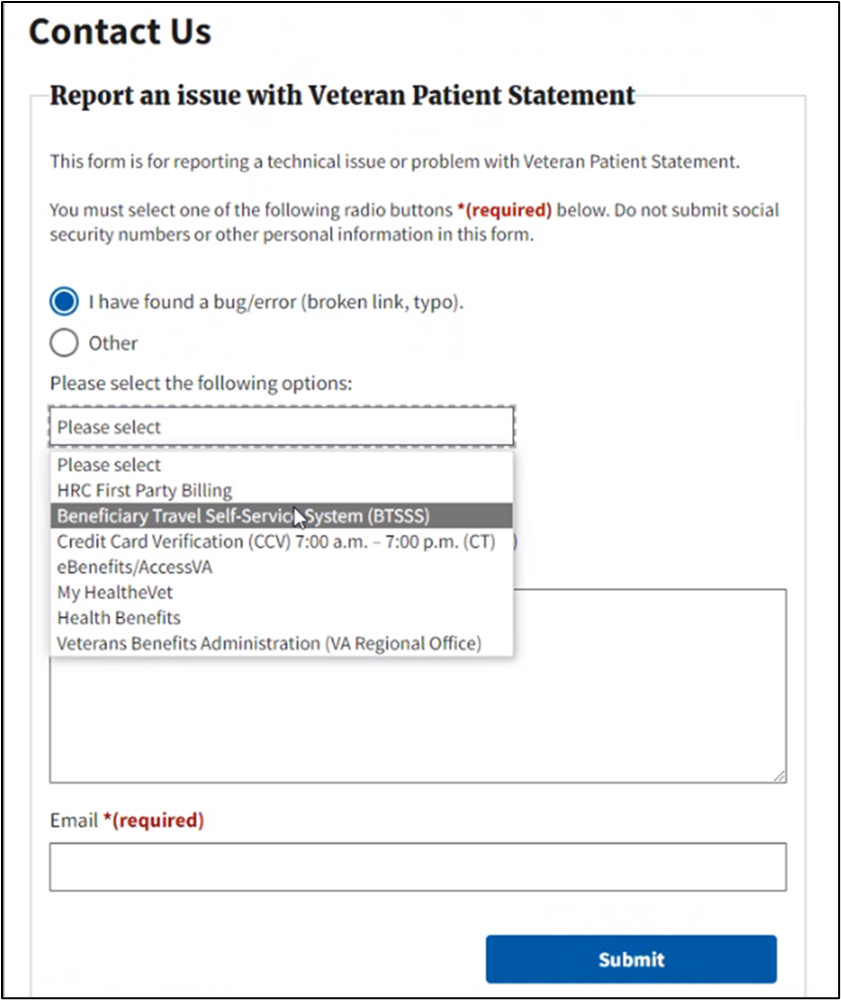 Contact Us
Report an issue with Veteran Patient Statement
This form is for reporting a technical issue or problem with Veteran Patient Statement.
You must select one of the following radio buttons *(required) below. Do not submit social
security numbers or other personal information in this form.
I have found a bug/error (broken link, typo).
Other
Please select the following options:
Please select
Please select
HRC First Party Billing
Beneficiary Travel Self-Service System (BTSSS)
Credit Card Verification (CCV) 7:00 a.m. – 7:00 p.m. (CT) )
eBenefits/AccessVA
My HealtheVet
Health Benefits
Veterans Benefits Administration (VA Regional Office)
Email *(required)
Submit